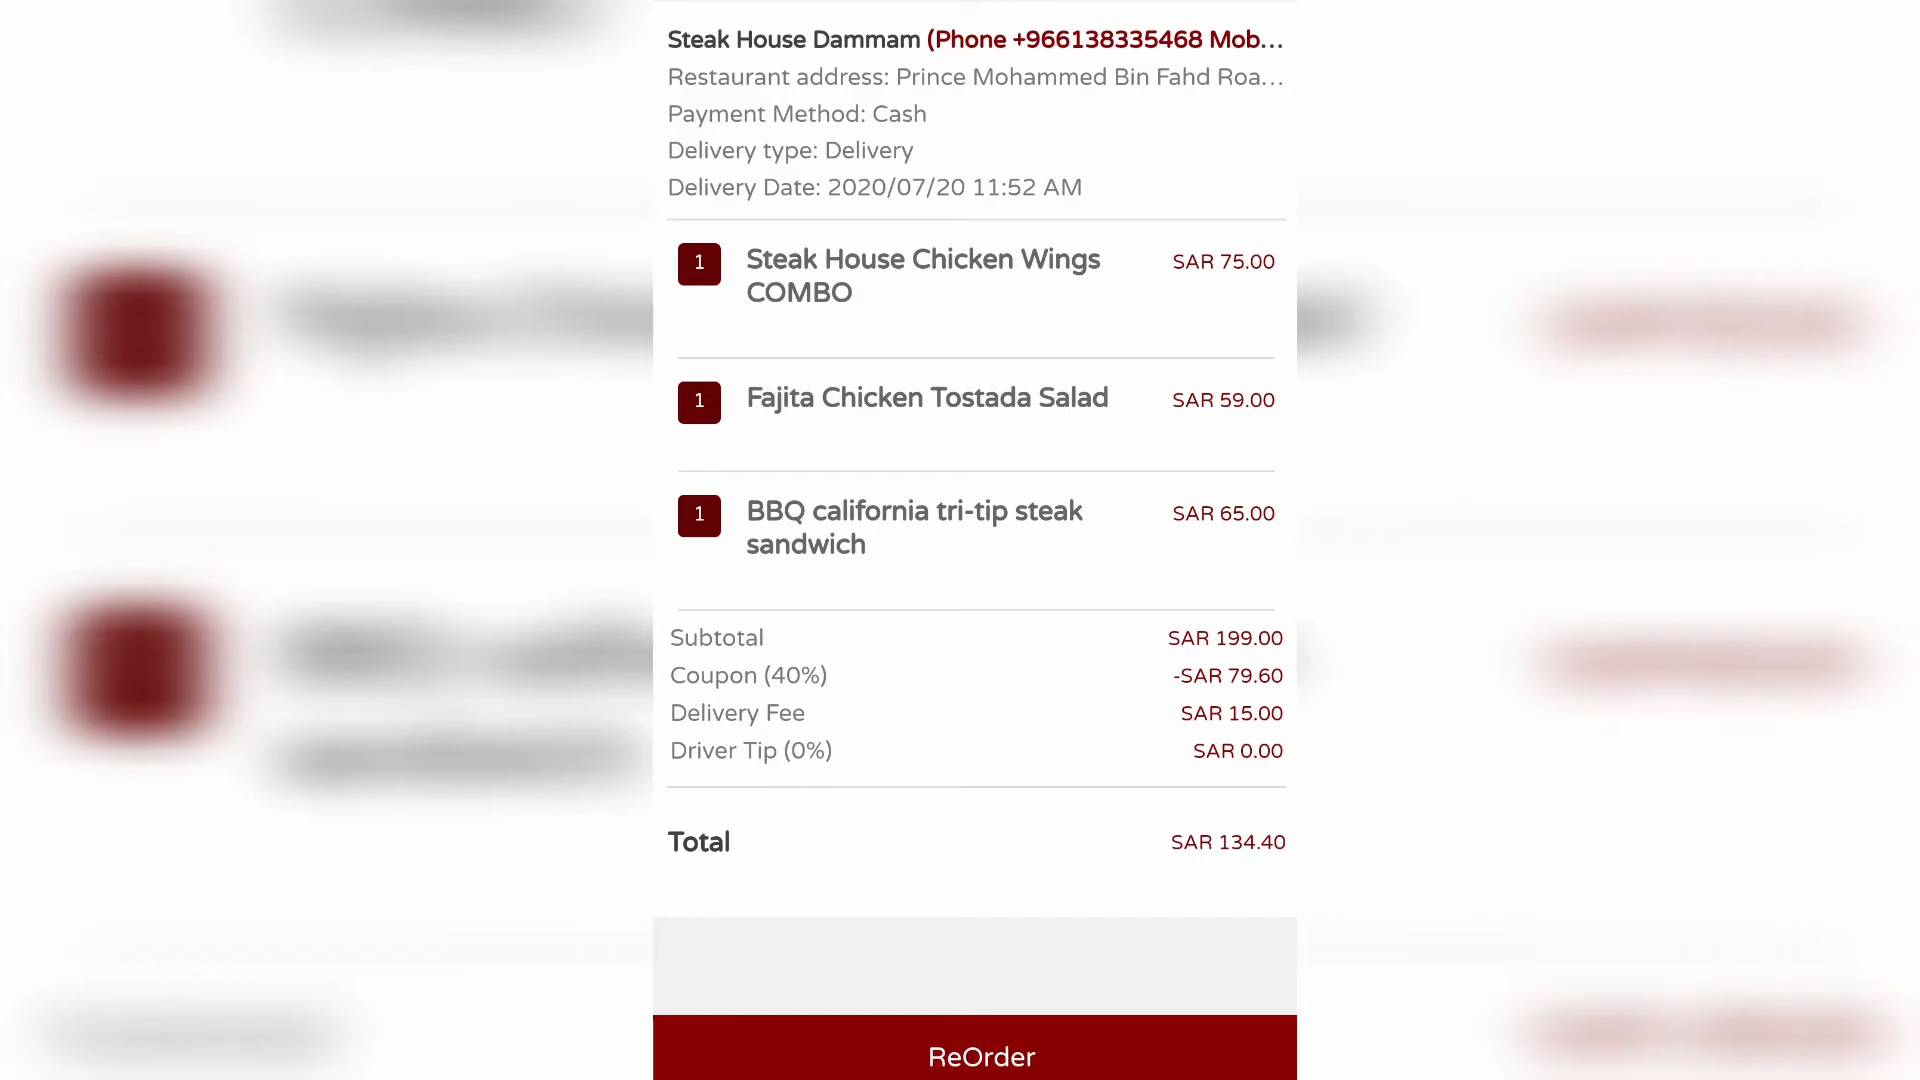 Steak House Dammam (Phone +966138335468 Mob...
Restaurant address: Prince Mohammed Bin Fahd Roa...
Payment Method: Cash
Delivery type: Delivery
Delivery Date: 2020/07/20 11:52 AM
1 Steak House Chicken Wings SAR 75.00
COMBO
1 Fajita Chicken Tostada Salad SAR 59.00
1 BBQ california tri-tip steak SAR 65.00
sandwich
Subtotal SAR 199.00
Coupon (40%) -SAR 79.60
Delivery Fee SAR 15.00
Driver Tip (0%) SAR 0.00
Total SAR 134.40
ReOrder